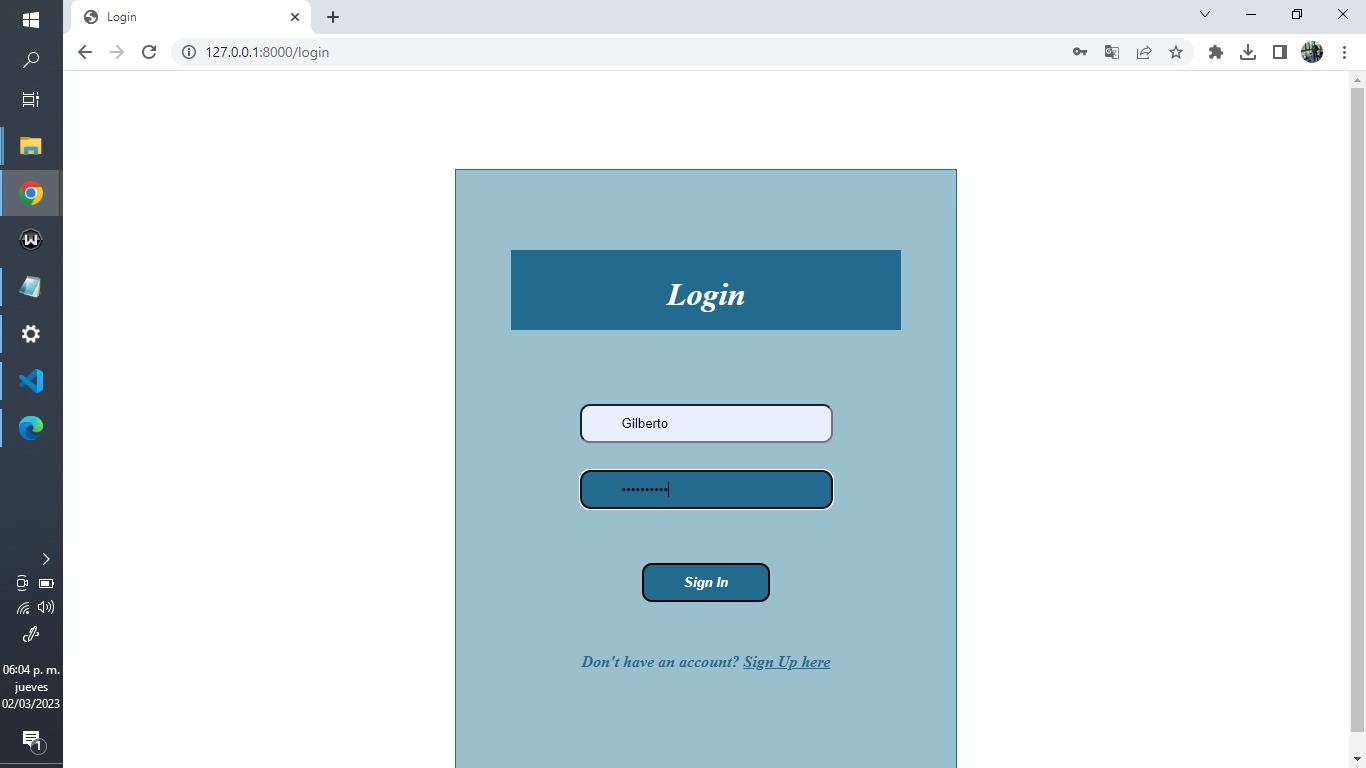 Login
127.0.0.1:8000/login
Login
Gilberto
••••••••••
Sign In
Don't have an account? Sign Up here
06:04 p. m.
jueves
02/03/2023
1